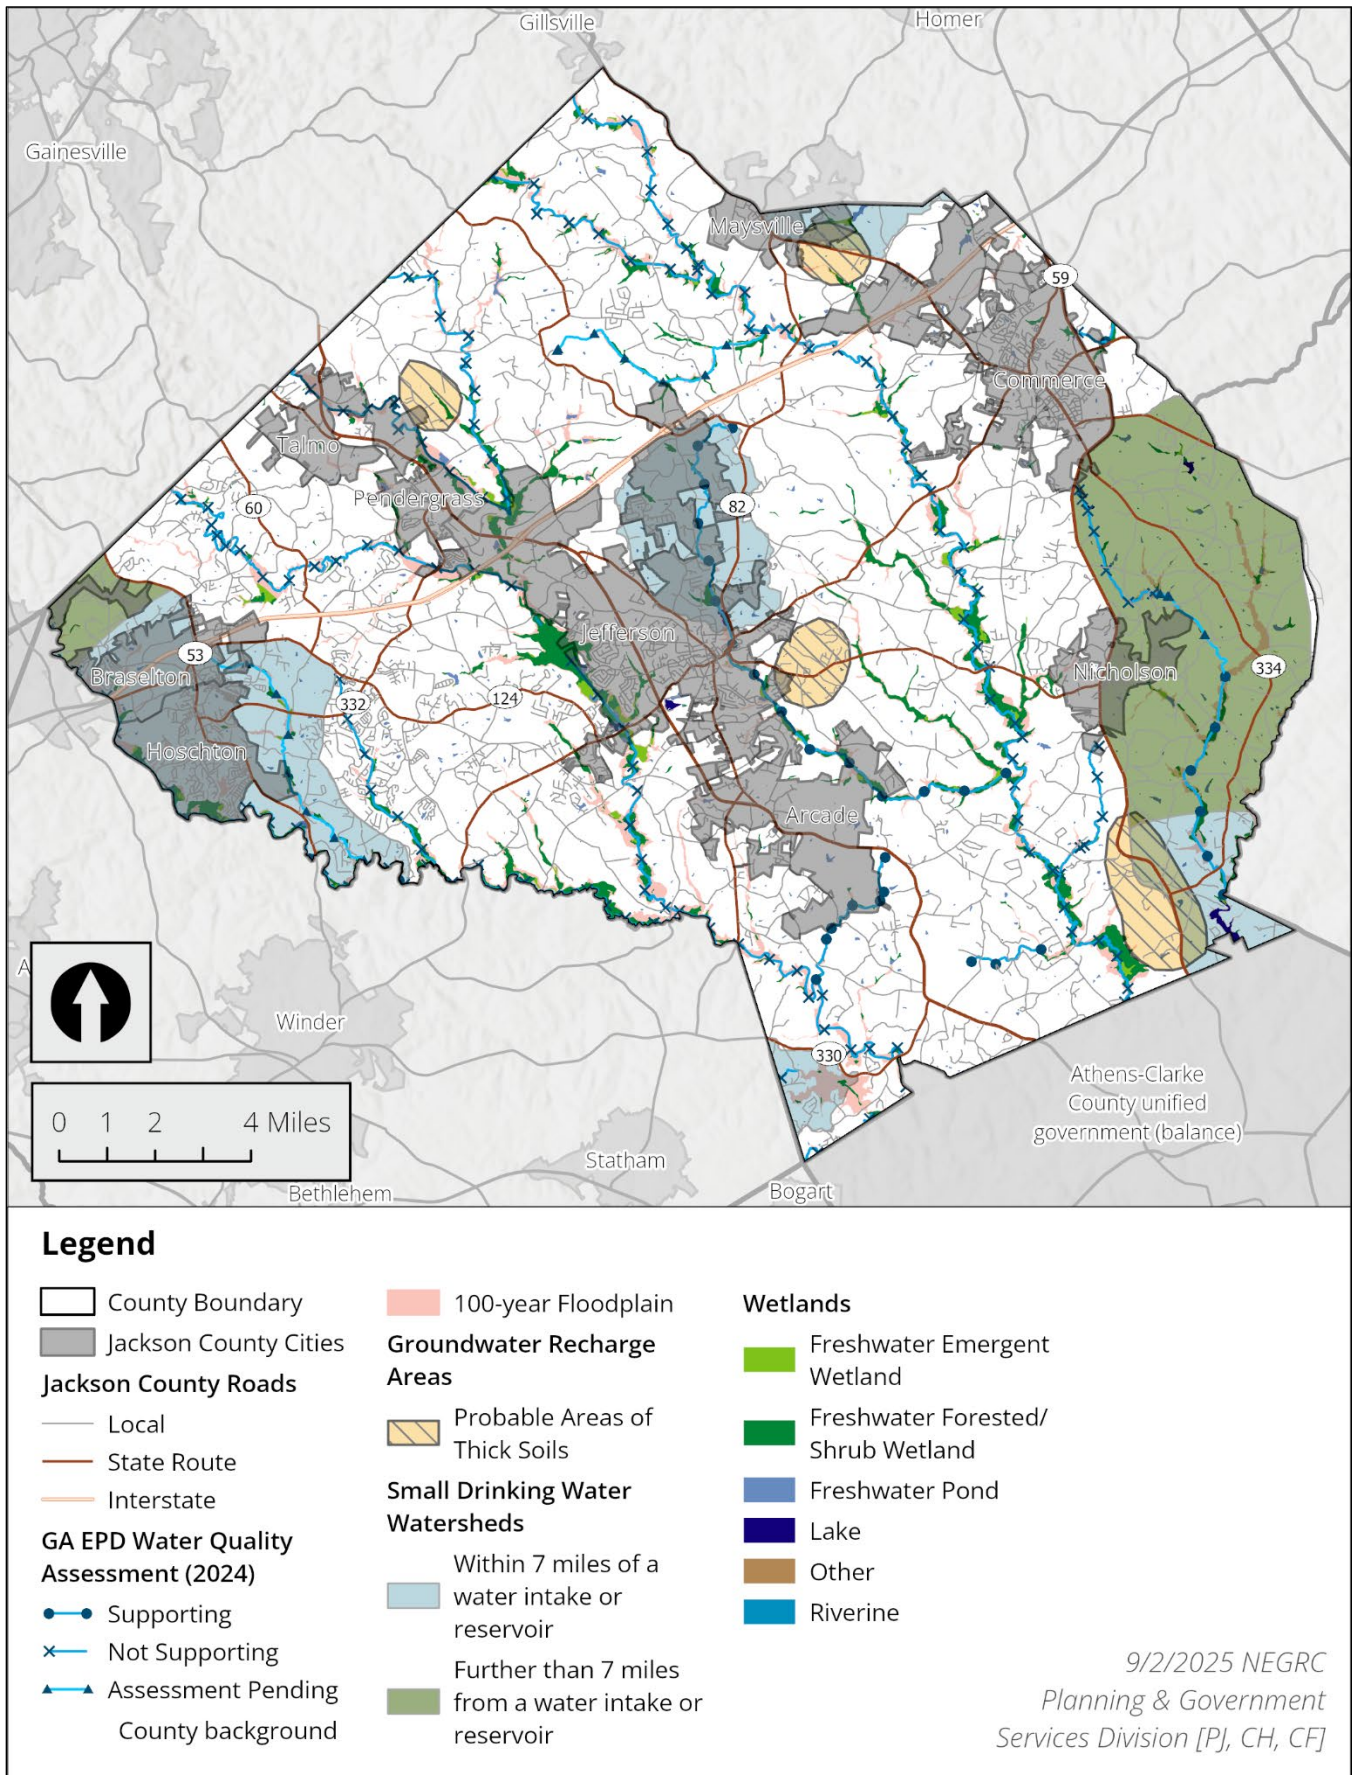 Gillsville
Homer
Gainesville
Maysville
59
Commerce
Talmo
Pendergrass
60
82
Jefferson
53
Braselton
Nicholson
334
332
124
Hoschton
Arcade
A
Winder
330
Athens-Clarke
County unified
government (balance)
0 1 2 4 Miles
Statham
Bethlehem
Bogart
Legend
County Boundary
Jackson County Cities
Jackson County Roads
Local
State Route
Interstate
GA EPD Water Quality
Assessment (2024)
Supporting
Not Supporting
Assessment Pending
County background
100-year Floodplain
Groundwater Recharge
Areas
Probable Areas of
Thick Soils
Small Drinking Water
Watersheds
Within 7 miles of a
water intake or
reservoir
Further than 7 miles
from a water intake or
reservoir
Wetlands
Freshwater Emergent
Wetland
Freshwater Forested/
Shrub Wetland
Freshwater Pond
Lake
Other
Riverine
9/2/2025 NEGRC
Planning & Government
Services Division [PJ, CH, CF]